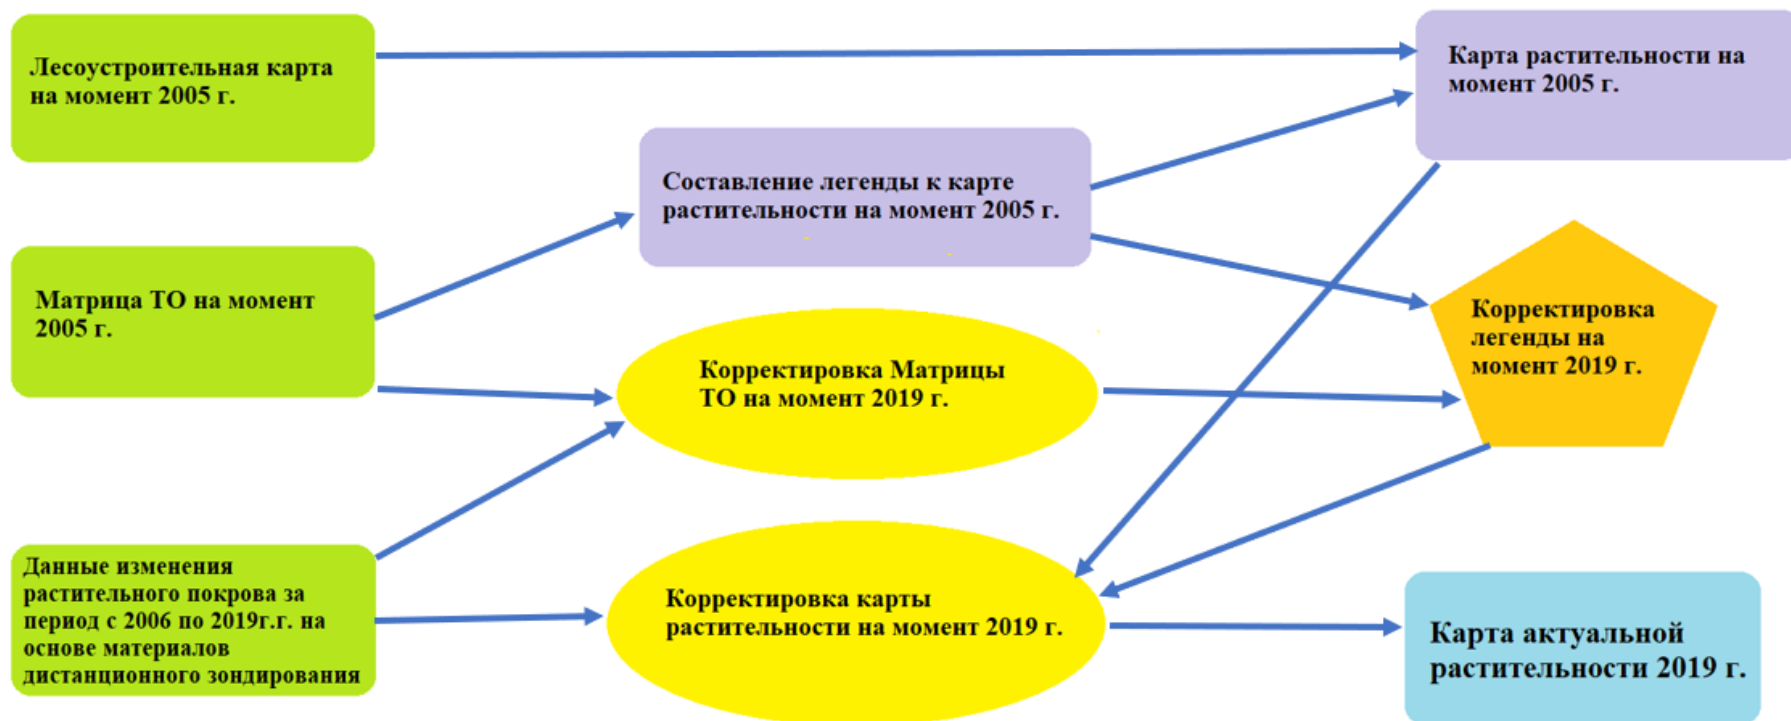 Лесоустроительная карта
на момент 2005 г.
Карта растительности на
момент 2005 г.
Составление легенды к карте
растительности на момент 2005 г.
Матрица ТО на момент
2005 г.
Корректировка
легенды на
момент 2019 г.
Корректировка Матрицы
ТО на момент 2019 г.
Данные изменения
растительного покрова за
период с 2006 по 2019г.г. на
основе материалов
дистанционного зондирования
Корректировка карты
растительности на момент 2019 г.
Карта актуальной
растительности 2019 г.